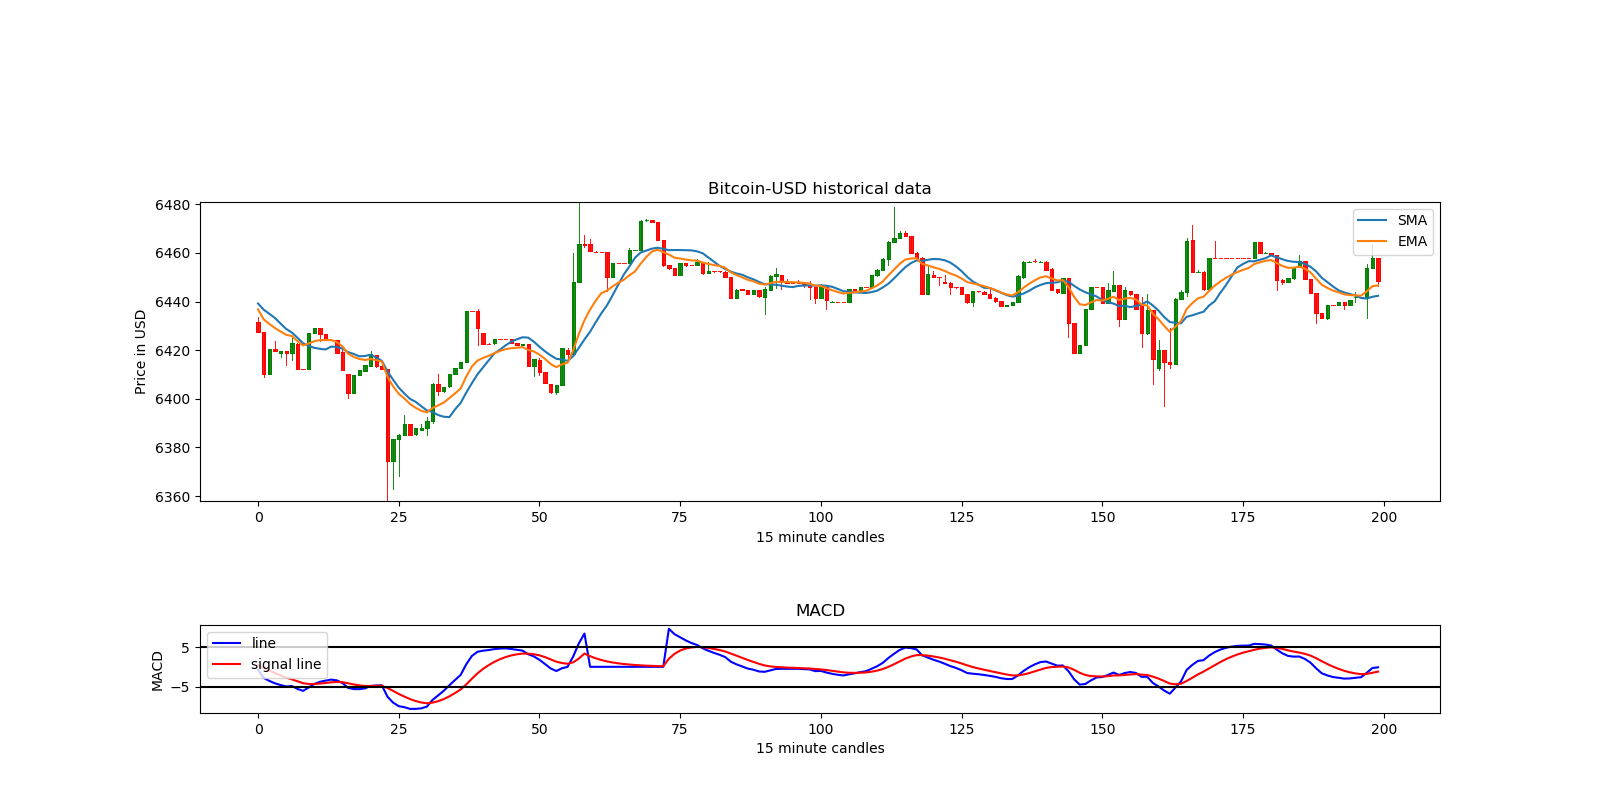 Bitcoin-USD historical data
Price in USD
6480
6460
6440
6420
6400
6380
6360
SMA
EMA
0 25 50 75 100 125 150 175 200
15 minute candles
MACD
MACD
5
−5
line
signal line
0 25 50 75 100 125 150 175 200
15 minute candles